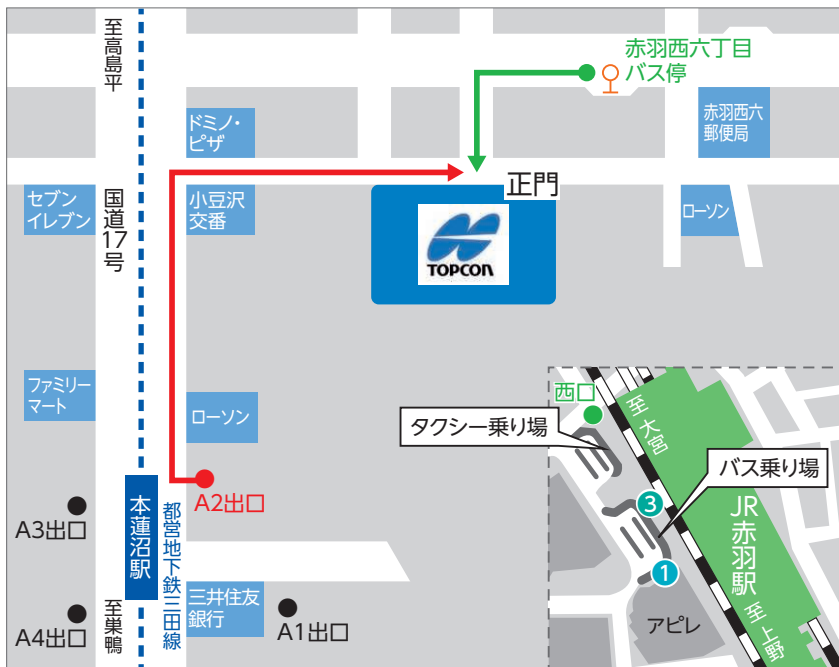 至高島平
赤羽西六丁目
バス停
ドミノ・
ピザ
赤羽西六
郵便局
正門
セブン
イレブン
国道17号
小豆沢
交番
ローソン
TOPCON
ファミリー
マート
ローソン
西口
至大宮
タクシー乗り場
バス乗り場
A2出口
3
JR赤羽駅
A3出口
本蓮沼駅
都営地下鉄三田線
1
三井住友
銀行
A1出口
至巣鴨
A4出口
アピレ
至上野